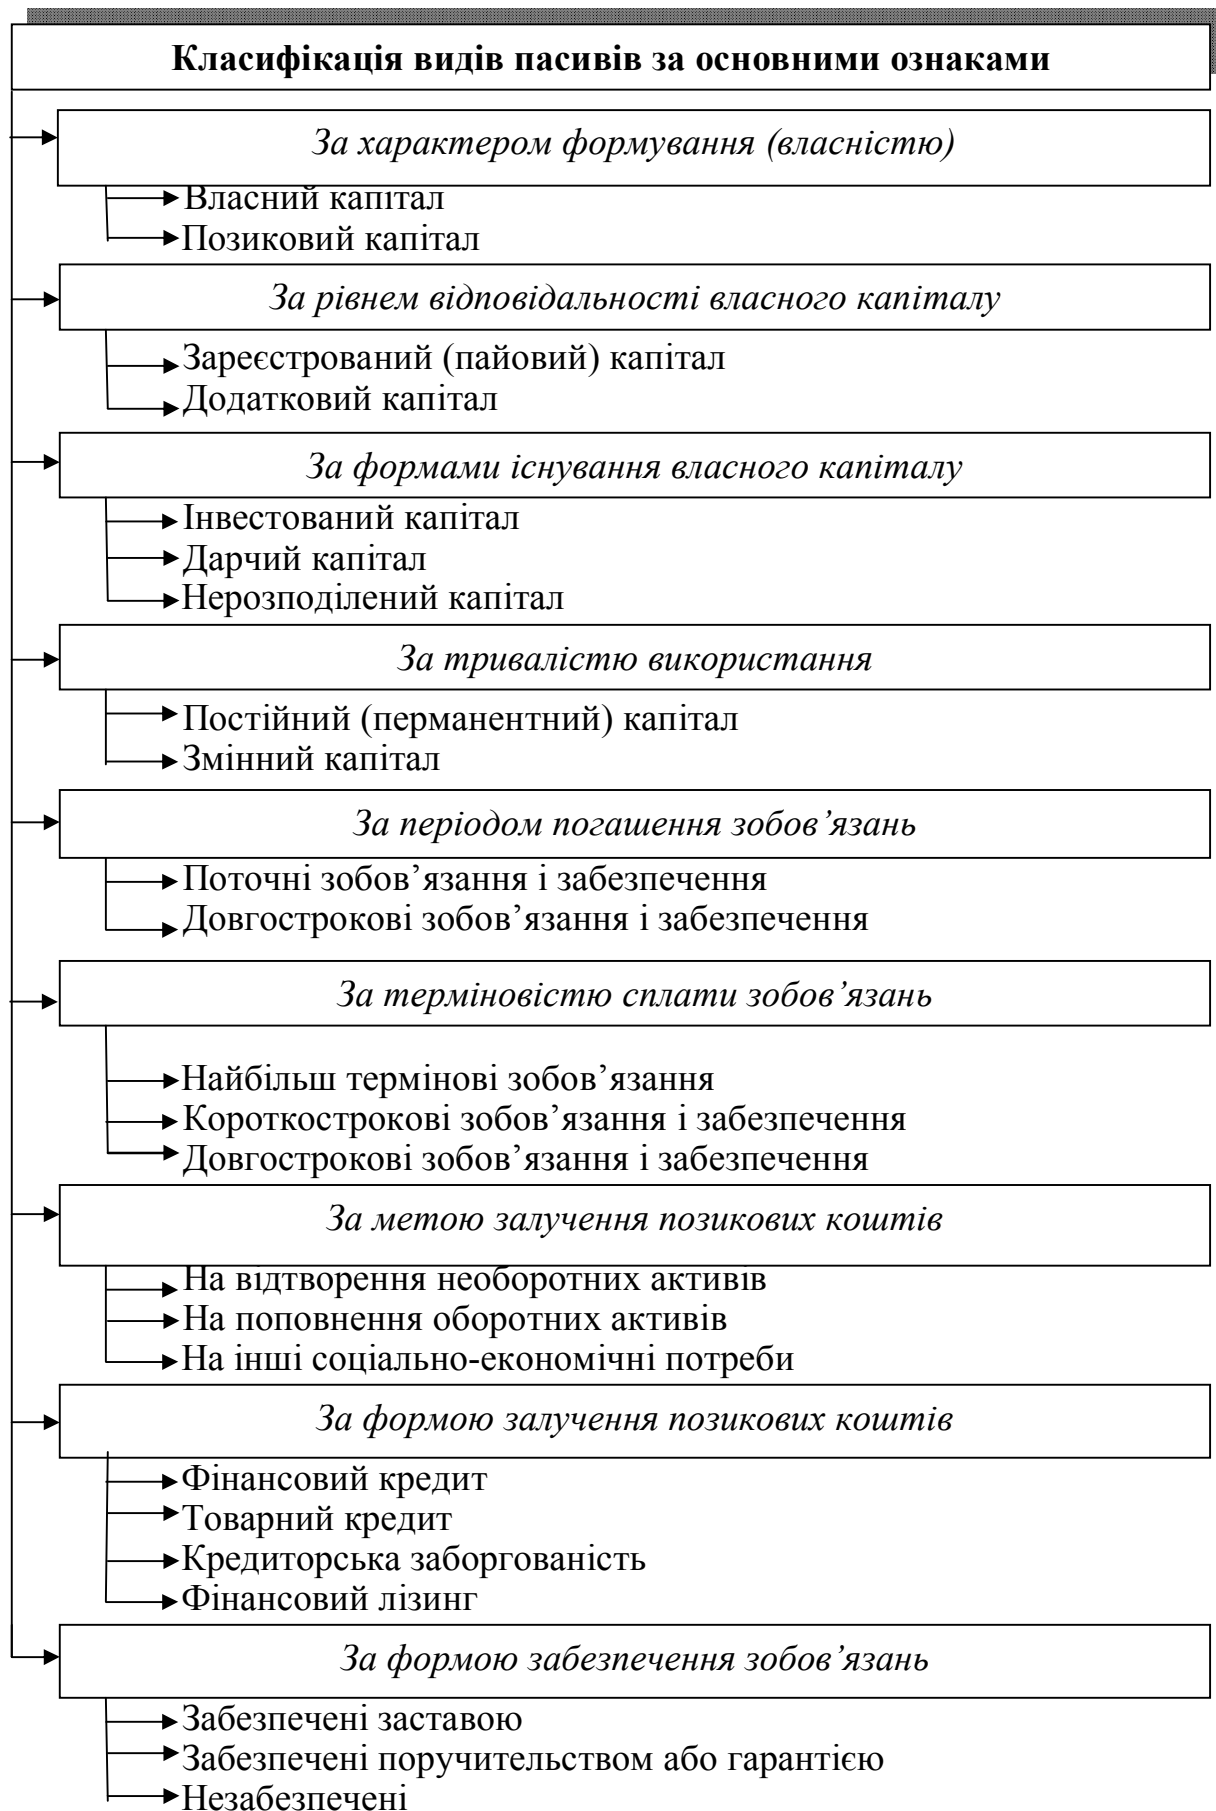 Класифікація видів пасивів за основними ознаками
За характером формування (власністю)
Власний капітал
Позиковий капітал
За рівнем відповідальності власного капіталу
Зареєстрований (пайовий) капітал
Додатковий капітал
За формами існування власного капіталу
Інвестований капітал
Дарчий капітал
Нерозподілений капітал
За тривалістю використання
Постійний (перманентний) капітал
Змінний капітал
За періодом погашення зобов’язань
Поточні зобов’язання і забезпечення
Довгострокові зобов’язання і забезпечення
За терміновістю сплати зобов’язань
Найбільш термінові зобов’язання
Короткострокові зобов’язання і забезпечення
Довгострокові зобов’язання і забезпечення
За метою залучення позикових коштів
На відтворення необоротних активів
На поповнення оборотних активів
На інші соціально-економічні потреби
За формою залучення позикових коштів
Фінансовий кредит
Товарний кредит
Кредиторська заборгованість
Фінансовий лізинг
За формою забезпечення зобов’язань
Забезпечені заставою
Забезпечені поручительством або гарантією
Незабезпечені